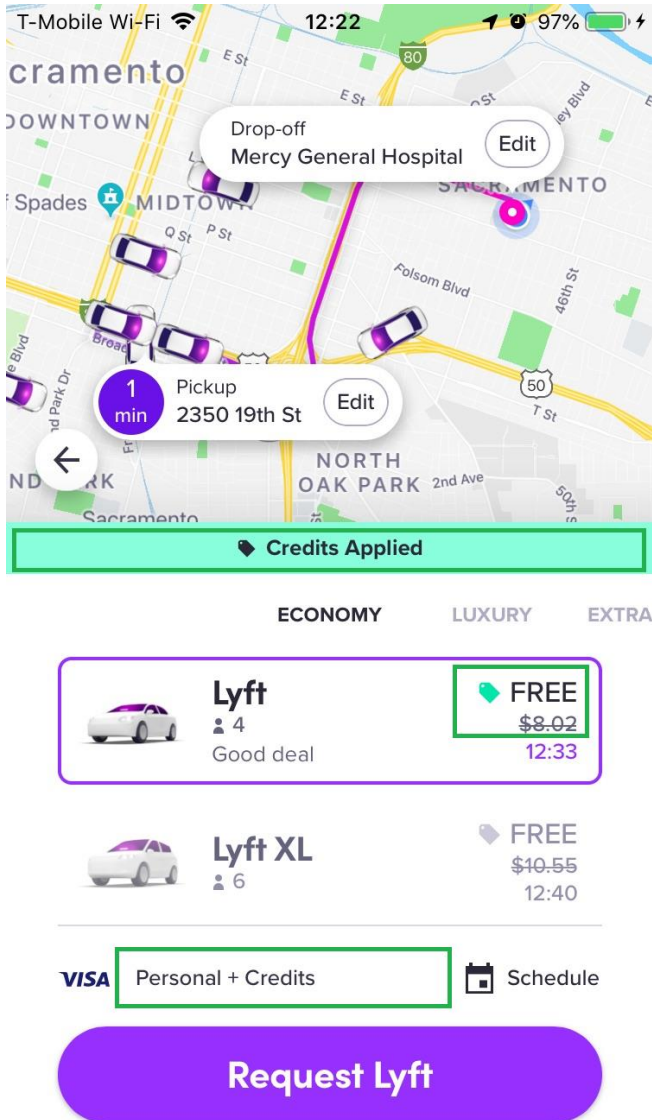 T-Mobile Wi-Fi 12:22 97%
cramento
E St
80
DOWNTOWN
E St
Drop-off
Mercy General Hospital
Edit
SACRAMENTO
Spades
MIDTOWN
Q St
P St
Folsom Blvd
46th St
1 min
Pickup
2350 19th St
Edit
50
T St
NORTH
OAK PARK
2nd Ave
50th S
Sacramento
Credits Applied
ECONOMY LUXURY EXTRA
Lyft FREE
4 $8.02
Good deal 12:33
Lyft XL FREE
6 $10.55
12:40
VISA Personal + Credits Schedule
Request Lyft